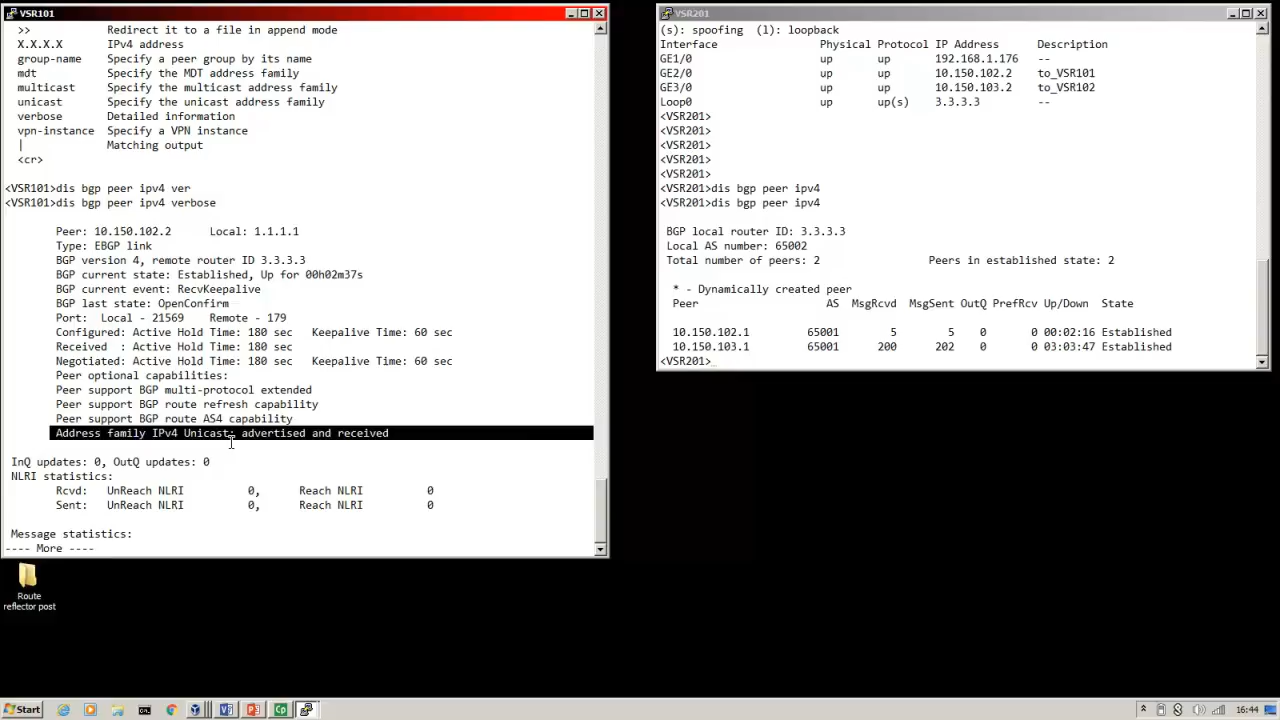 VSR101
>>           Redirect it to a file in append mode
X.X.X.X       IPv4 address
group-name    Specify a peer group by its name
mdt           Specify the MDT address family
multicast     Specify the multicast address family
unicast       Specify the unicast address family
verbose       Detailed information
vpn-instance  Specify a VPN instance
|             Matching output
<cr>
<VSR101>dis bgp peer ipv4 ver
<VSR101>dis bgp peer ipv4 verbose
Peer: 10.150.102.2      Local: 1.1.1.1
Type: EBGP link
BGP version 4, remote router ID 3.3.3.3
BGP current state: Established, Up for 00h02m37s
BGP current event: RecvKeepalive
BGP last state: OpenConfirm
Port:  Local - 21569    Remote - 179
Configured: Active Hold Time: 180 sec   Keepalive Time: 60 sec
Received  : Active Hold Time: 180 sec
Negotiated: Active Hold Time: 180 sec   Keepalive Time: 60 sec
Peer optional capabilities:
Peer support BGP multi-protocol extended
Peer support BGP route refresh capability
Peer support BGP route AS4 capability
Address family IPv4 Unicast: advertised and received
InQ updates: 0, OutQ updates: 0
NLRI statistics:
Rcvd:   UnReach NLRI          0,      Reach NLRI          0
Sent:   UnReach NLRI          0,      Reach NLRI          0
Message statistics:
---- More ----
VSR201
(s): spoofing  (l): loopback
Interface                Physical Protocol IP Address      Description
GE1/0                    up       up       192.168.1.176   --
GE2/0                    up       up       10.150.102.2    to_VSR101
GE3/0                    up       up       10.150.103.2    to_VSR102
Loop0                    up       up(s)    3.3.3.3         --
<VSR201>
<VSR201>
<VSR201>
<VSR201>
<VSR201>
<VSR201>dis bgp peer ipv4
<VSR201>dis bgp peer ipv4
BGP local router ID: 3.3.3.3
Local AS number: 65002
Total number of peers: 2                 Peers in established state: 2
* - Dynamically created peer
Peer                    AS  MsgRcvd  MsgSent OutQ PrefRcv Up/Down  State
10.150.102.1         65001        5        5    0       0 00:02:16 Established
10.150.103.1         65001      200      202    0       0 03:03:47 Established
<VSR201>
Route
reflector post
Start
16:44